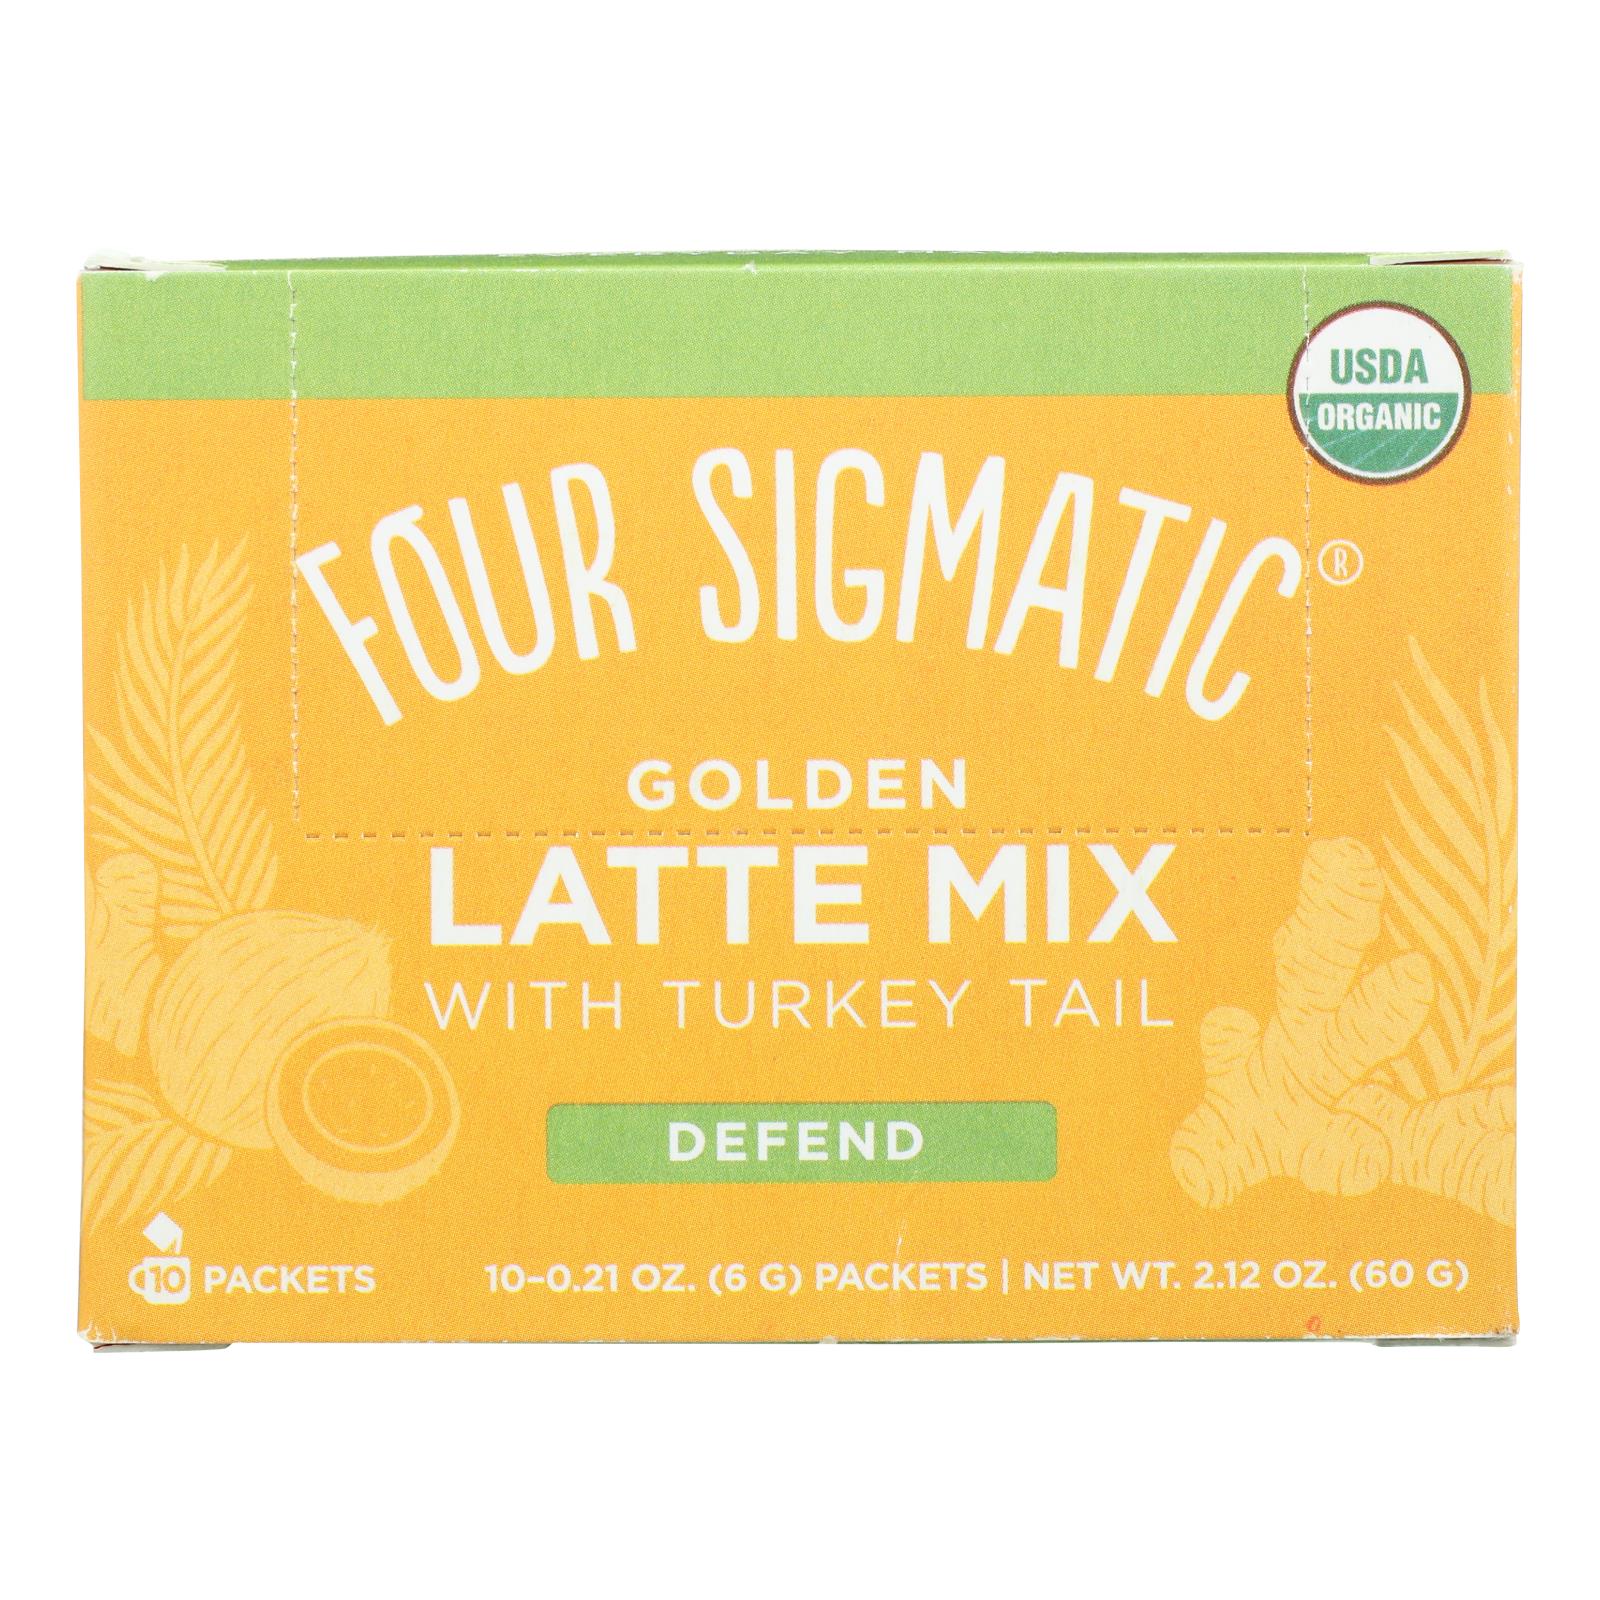 USDA
ORGANIC
FOUR SIGMATIC®
GOLDEN
LATTE MIX
WITH TURKEY TAIL
DEFEND
10 PACKETS
10-0.21 OZ. (6 G) PACKETS | NET WT. 2.12 OZ. (60 G)